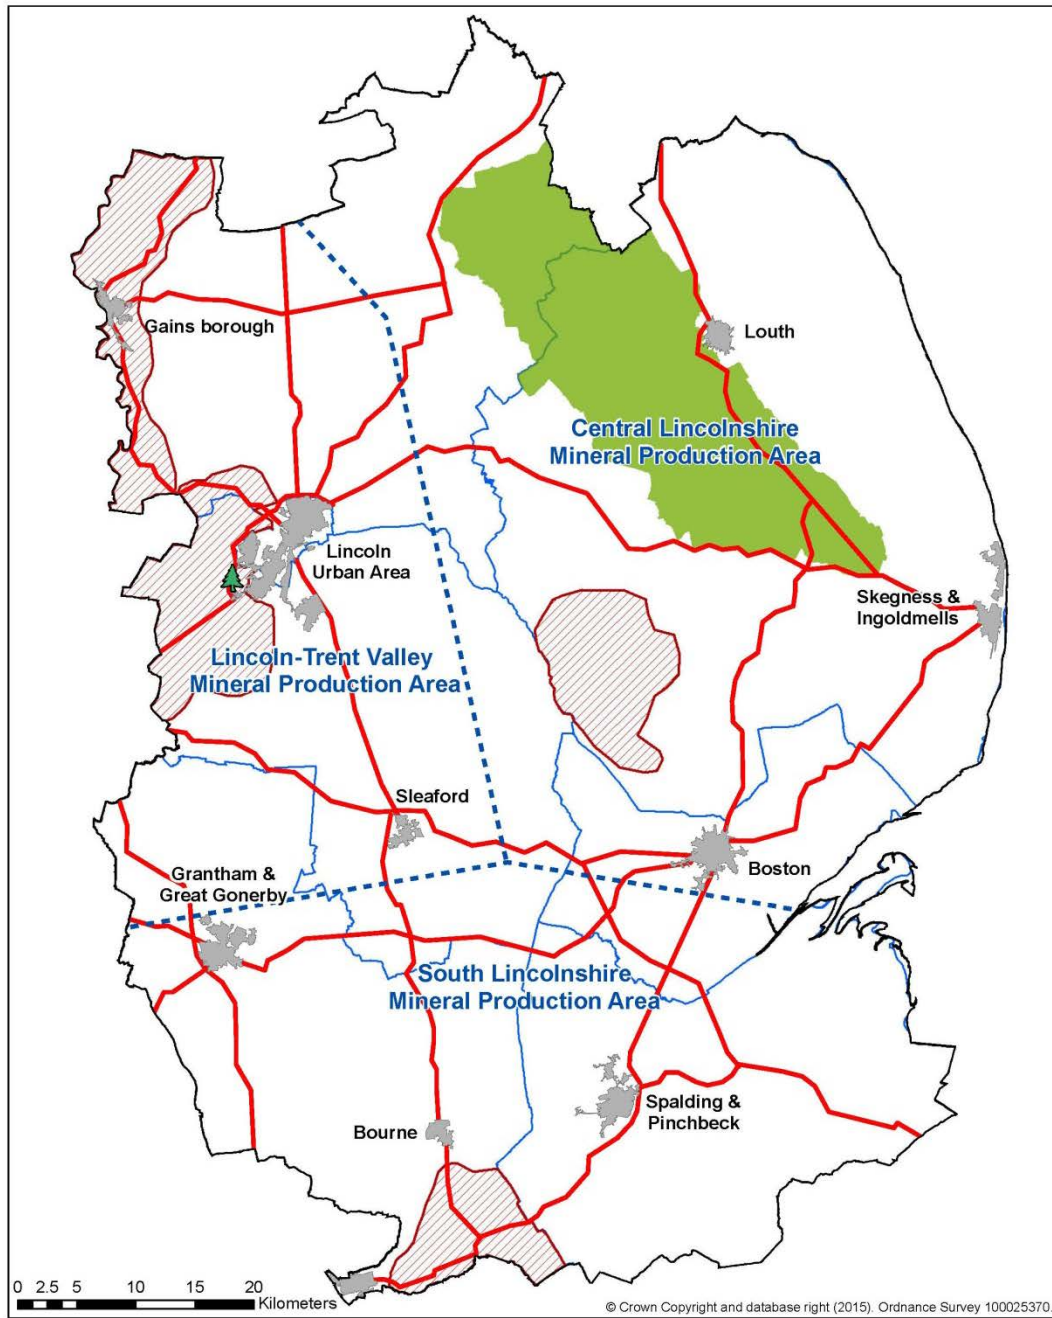 Gains borough
Louth
Central Lincolnshire
Mineral Production Area
Lincoln
Urban Area
Skegness &
Ingoldmells
Lincoln-Trent Valley
Mineral Production Area
Sleaford
Grantham &
Great Gonerby
Boston
South Lincolnshire
Mineral Production Area
Spalding &
Pinchbeck
Bourne
0 2.5 5 10 15 20
Kilometers
© Crown Copyright and database right (2015). Ordnance Survey 100025370.